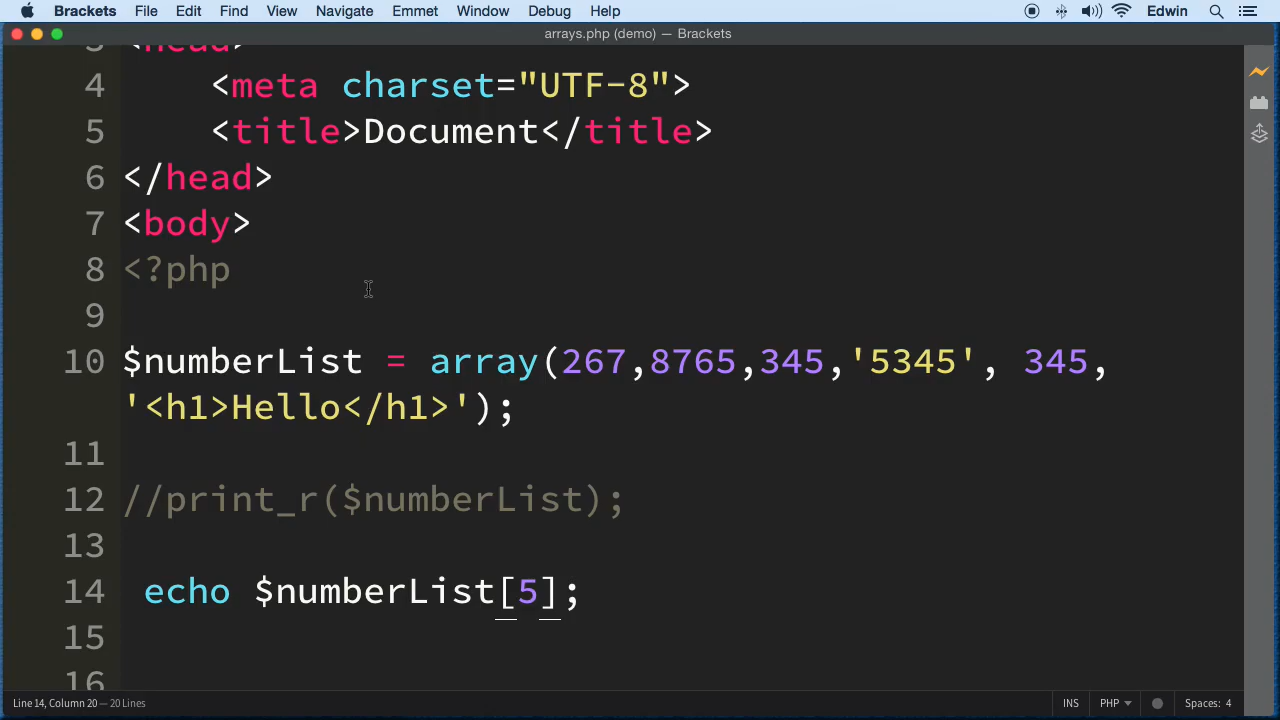 Brackets File Edit Find View Navigate Emmet Window Debug Help Edwin
arrays.php (demo) — Brackets
3 <head>
4 <meta charset="UTF-8">
5 <title>Document</title>
6 </head>
7 <body>
8 <?php
9
10 $numberList = array(267,8765,345,'5345', 345,
'<h1>Hello</h1>');
11
12 //print_r($numberList);
13
14 echo $numberList[5];
15
16
Line 14, Column 20 — 20 Lines INS PHP Spaces: 4